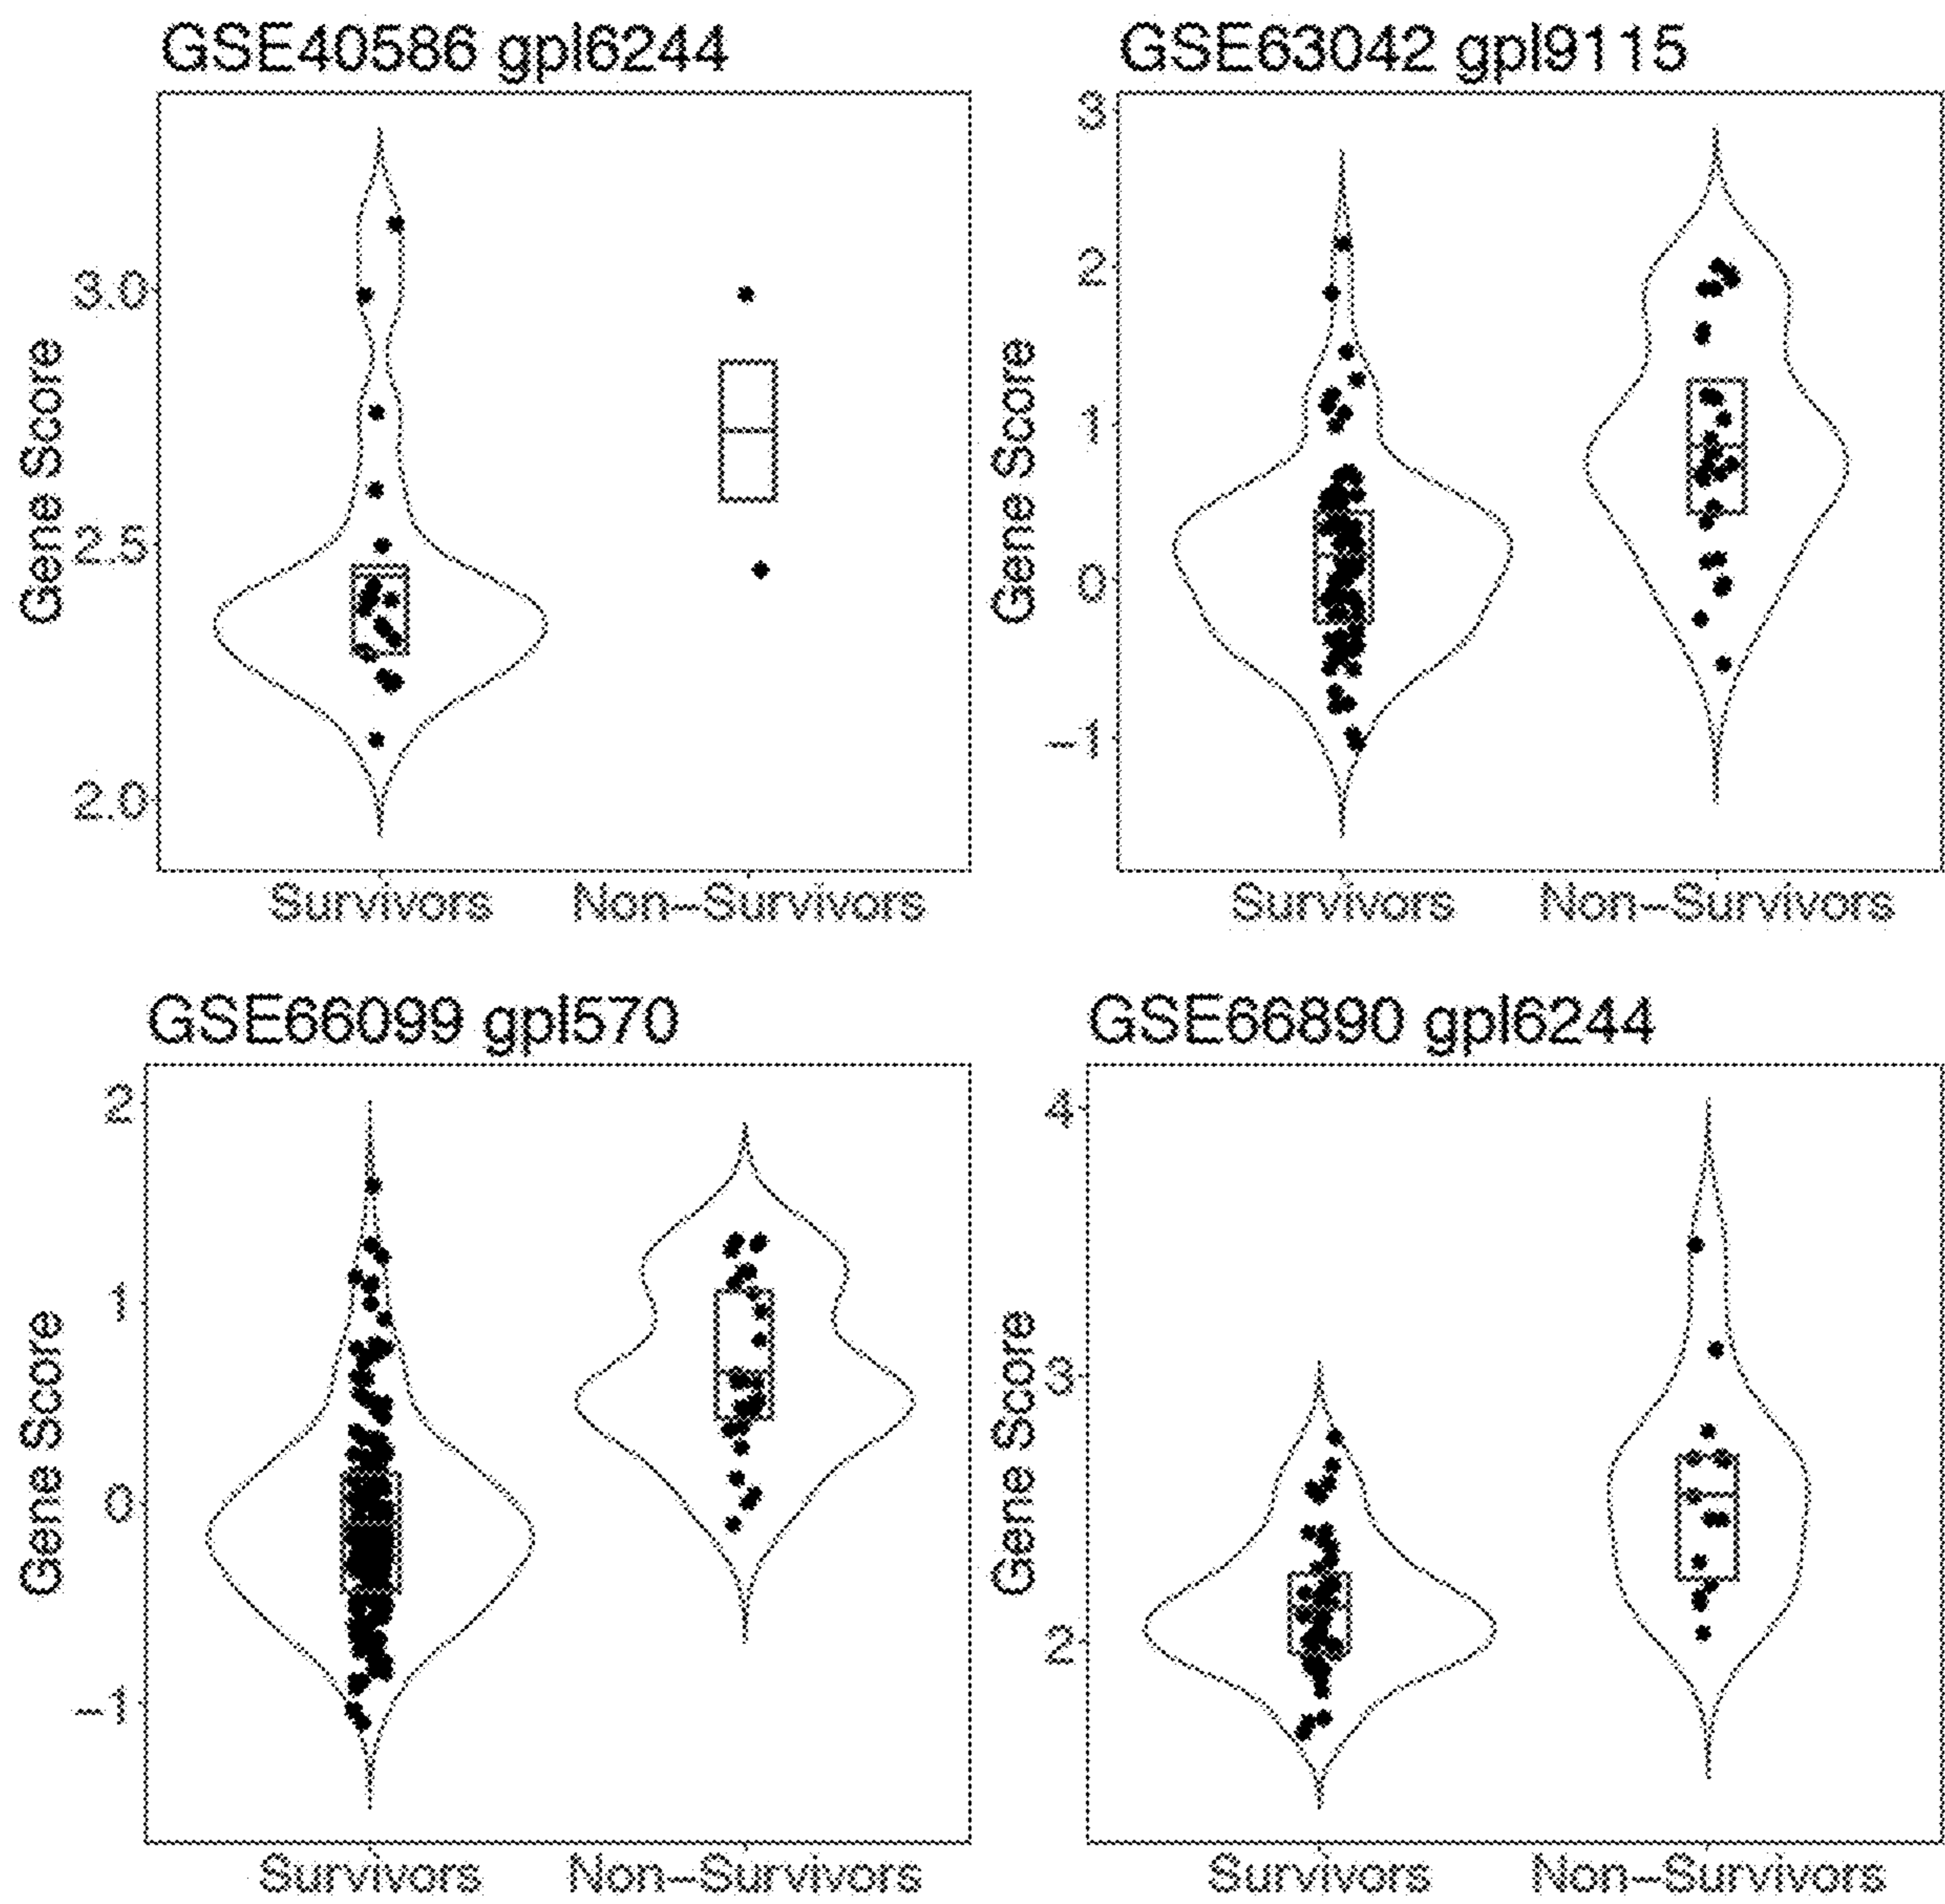 GSE40586 gpl6244
Gene Score
3.0
2.5
2.0
Survivors Non-Survivors
GSE63042 gpl9115
Gene Score
3
2
1
0
-1
Survivors Non-Survivors
GSE66099 gpl570
Gene Score
2
1
0
-1
Survivors Non-Survivors
GSE66890 gpl6244
Gene Score
4
3
2
Survivors Non-Survivors